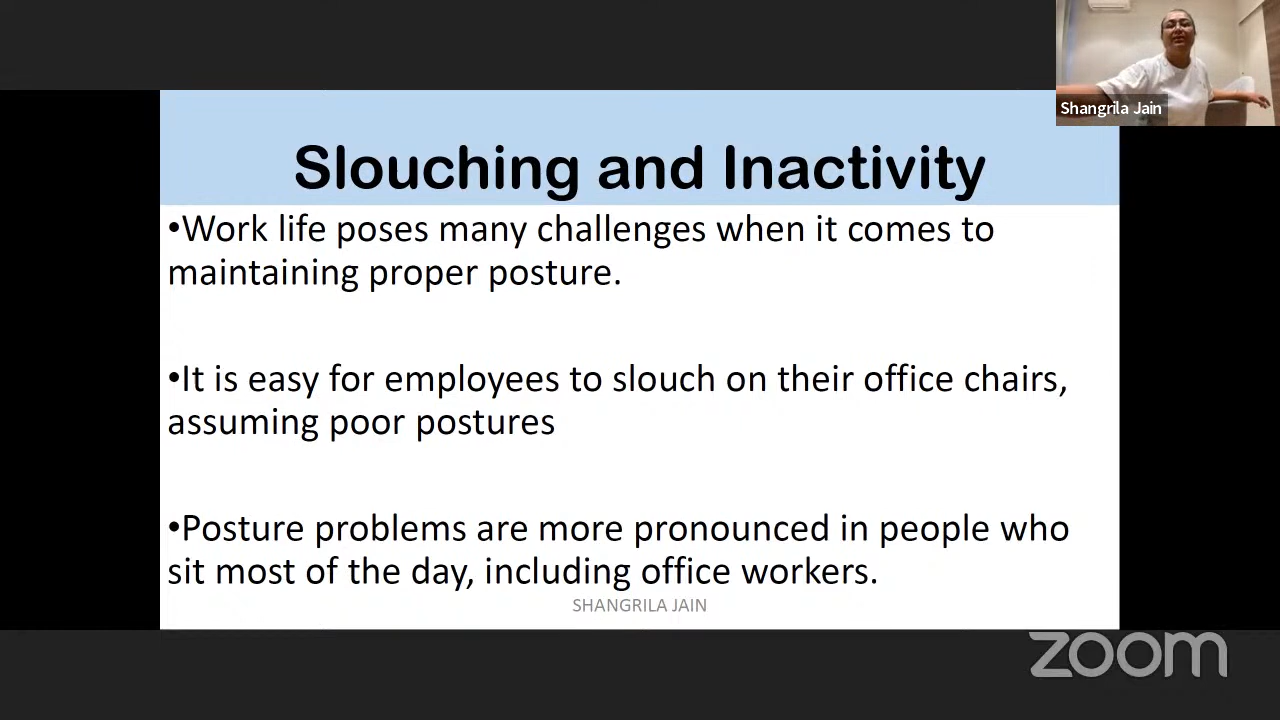 Shangrila Jain
Slouching and Inactivity
•Work life poses many challenges when it comes to
maintaining proper posture.
•It is easy for employees to slouch on their office chairs,
assuming poor postures
•Posture problems are more pronounced in people who
sit most of the day, including office workers.
SHANGRILA JAIN
zoom